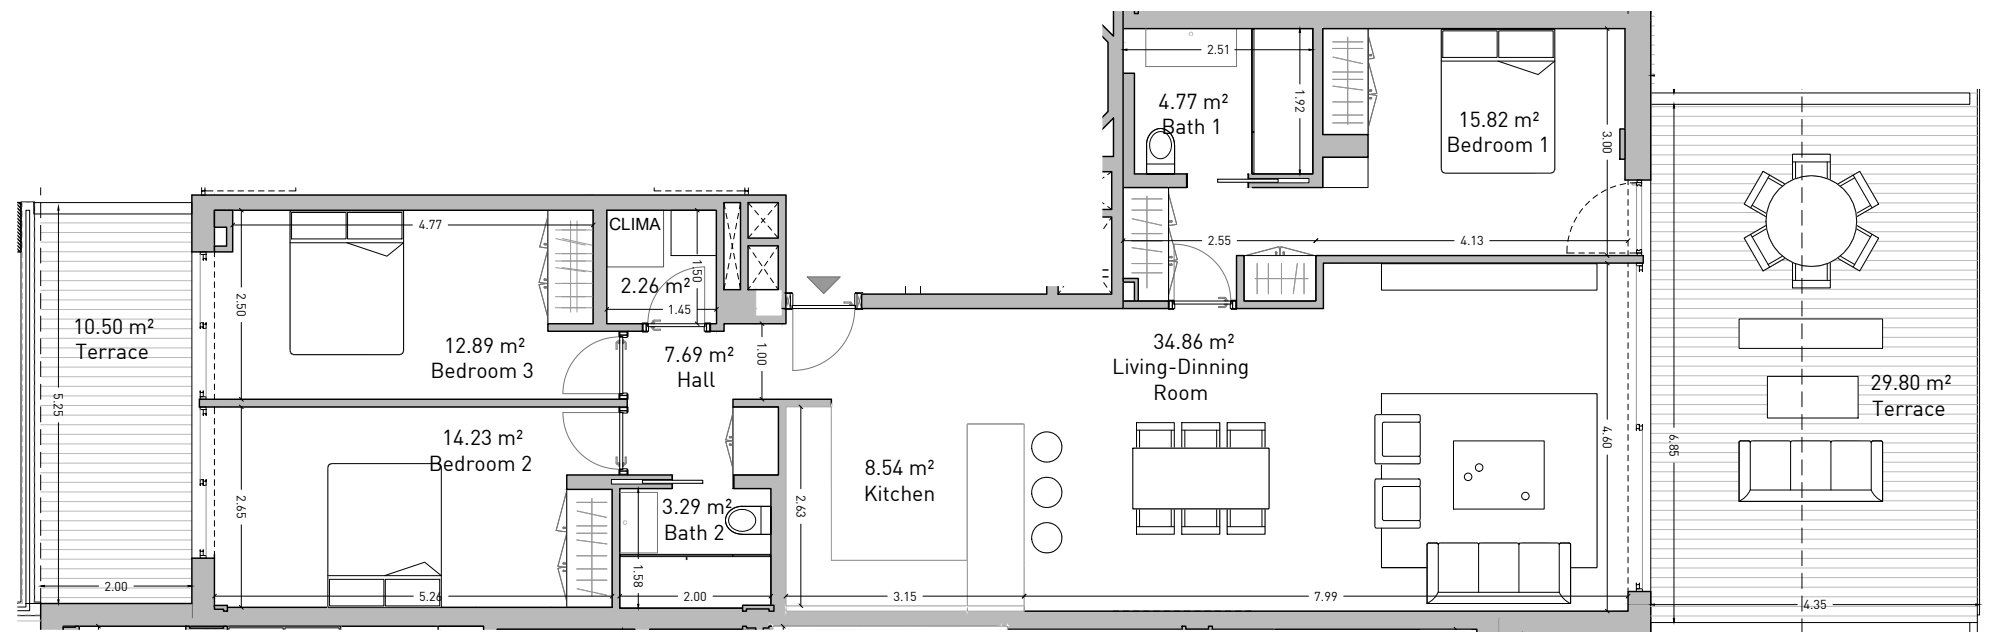 2.51
4.77 m²
Bath 1
1.92
15.82 m²
Bedroom 1
3.00
2.55
4.13
4.77
CLIMA
1.50
2.26 m²
1.45
2.50
10.50 m²
Terrace
12.89 m²
Bedroom 3
7.69 m²
Hall
1.00
34.86 m²
Living-Dinning
Room
29.80 m²
Terrace
5.25
14.23 m²
Bedroom 2
4.60
6.85
8.54 m²
Kitchen
2.65
3.29 m²
Bath 2
2.63
1.58
2.00
5.26
2.00
3.15
7.99
4.35